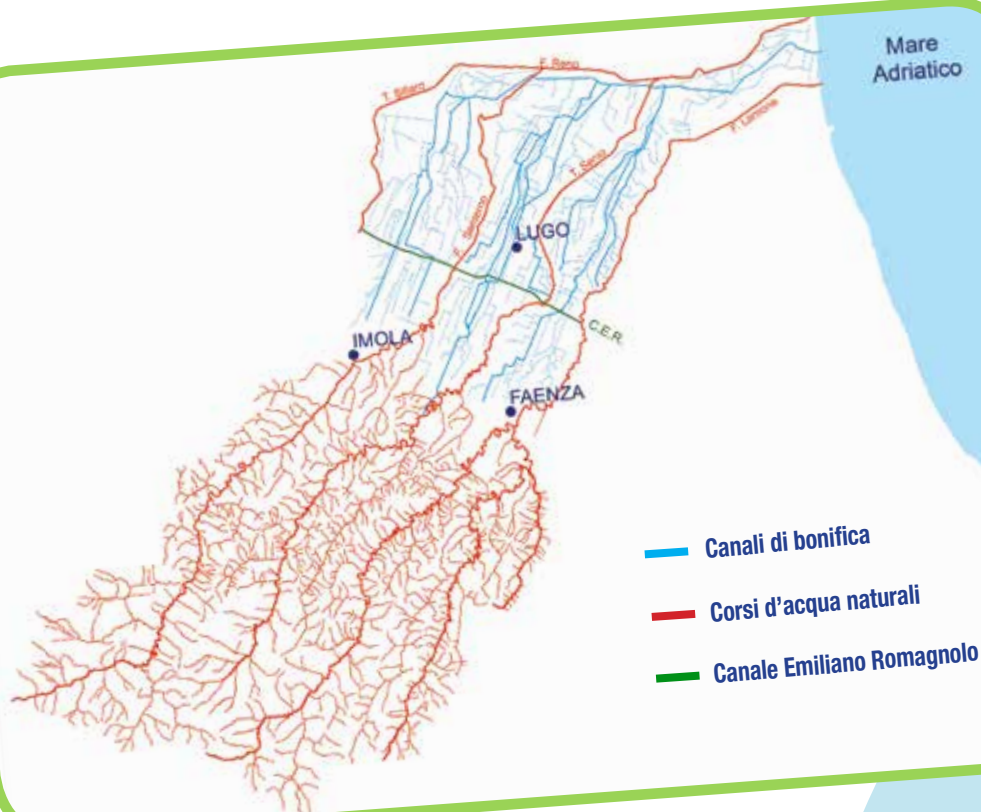 Mare
Adriatico
F. Reno
T. Sillaro
F. Lamone
T. Senio
F. Santerno
LUGO
C.E.R.
IMOLA
FAENZA
Canali di bonifica
Corsi d'acqua naturali
Canale Emiliano Romagnolo